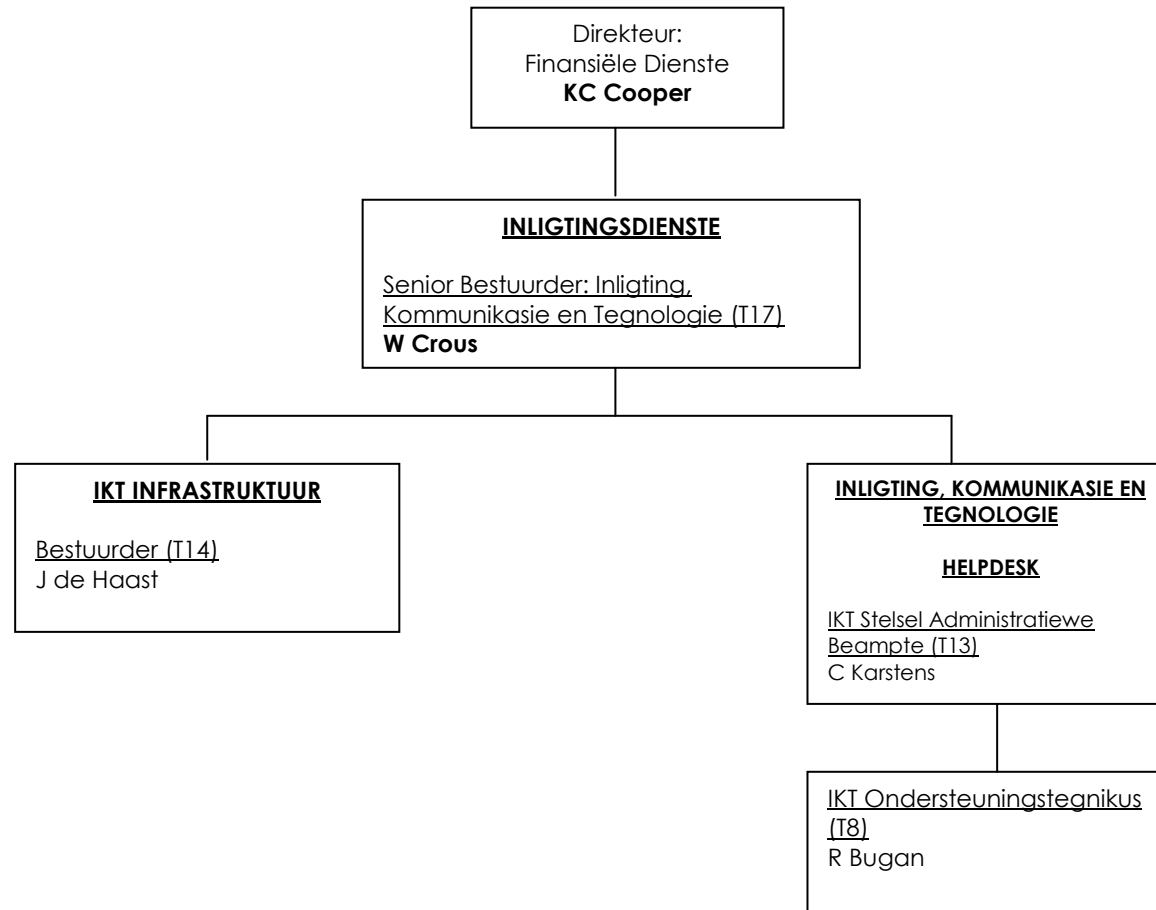 Direkteur:
Finansiële Dienste
KC Cooper
INLIGTINGSDIENSTE
Senior Bestuurder: Inligting,
Kommunikasie en Tegnologie (T17)
W Crous
IKT INFRASTRUKTUUR
Bestuurder (T14)
J de Haast
INLIGTING, KOMMUNIKASIE EN
TEGNOLOGIE
HELPDESK
IKT Stelsel Administratiewe
Beampte (T13)
C Karstens
IKT Ondersteuningstegnikus
(T8)
R Bugan